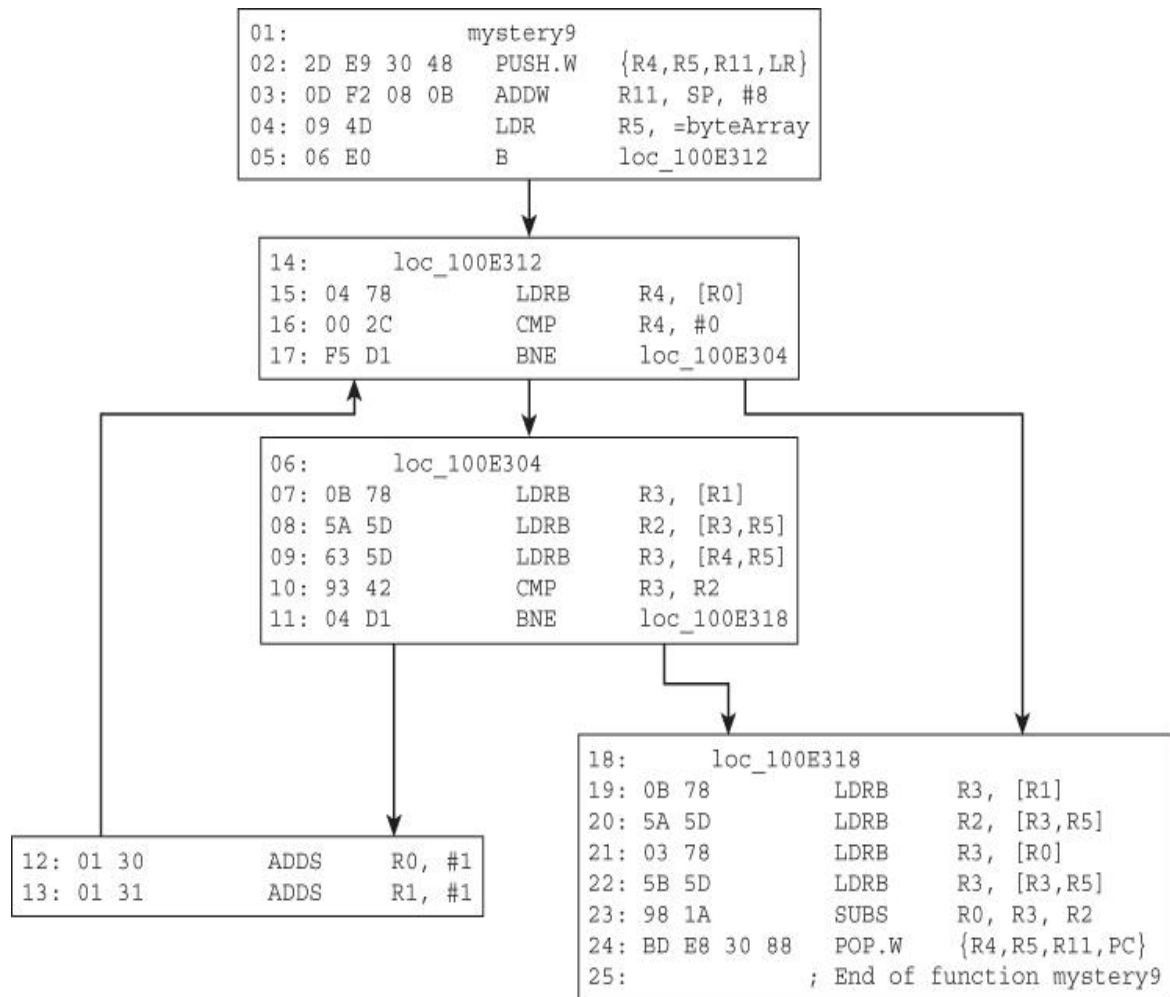 01: mystery9
02: 2D E9 30 48 PUSH.W {R4,R5,R11,LR}
03: 0D F2 08 0B ADDW R11, SP, #8
04: 09 4D LDR R5, =byteArray
05: 06 E0 B loc_100E312
14: loc_100E312
15: 04 78 LDRB R4, [R0]
16: 00 2C CMP R4, #0
17: F5 D1 BNE loc_100E304
06: loc_100E304
07: 0B 78 LDRB R3, [R1]
08: 5A 5D LDRB R2, [R3,R5]
09: 63 5D LDRB R3, [R4,R5]
10: 93 42 CMP R3, R2
11: 04 D1 BNE loc_100E318
12: 01 30 ADDS R0, #1
13: 01 31 ADDS R1, #1
18: loc_100E318
19: 0B 78 LDRB R3, [R1]
20: 5A 5D LDRB R2, [R3,R5]
21: 03 78 LDRB R3, [R0]
22: 5B 5D LDRB R3, [R3,R5]
23: 98 1A SUBS R0, R3, R2
24: BD E8 30 88 POP.W {R4,R5,R11,PC}
25: ; End of function mystery9